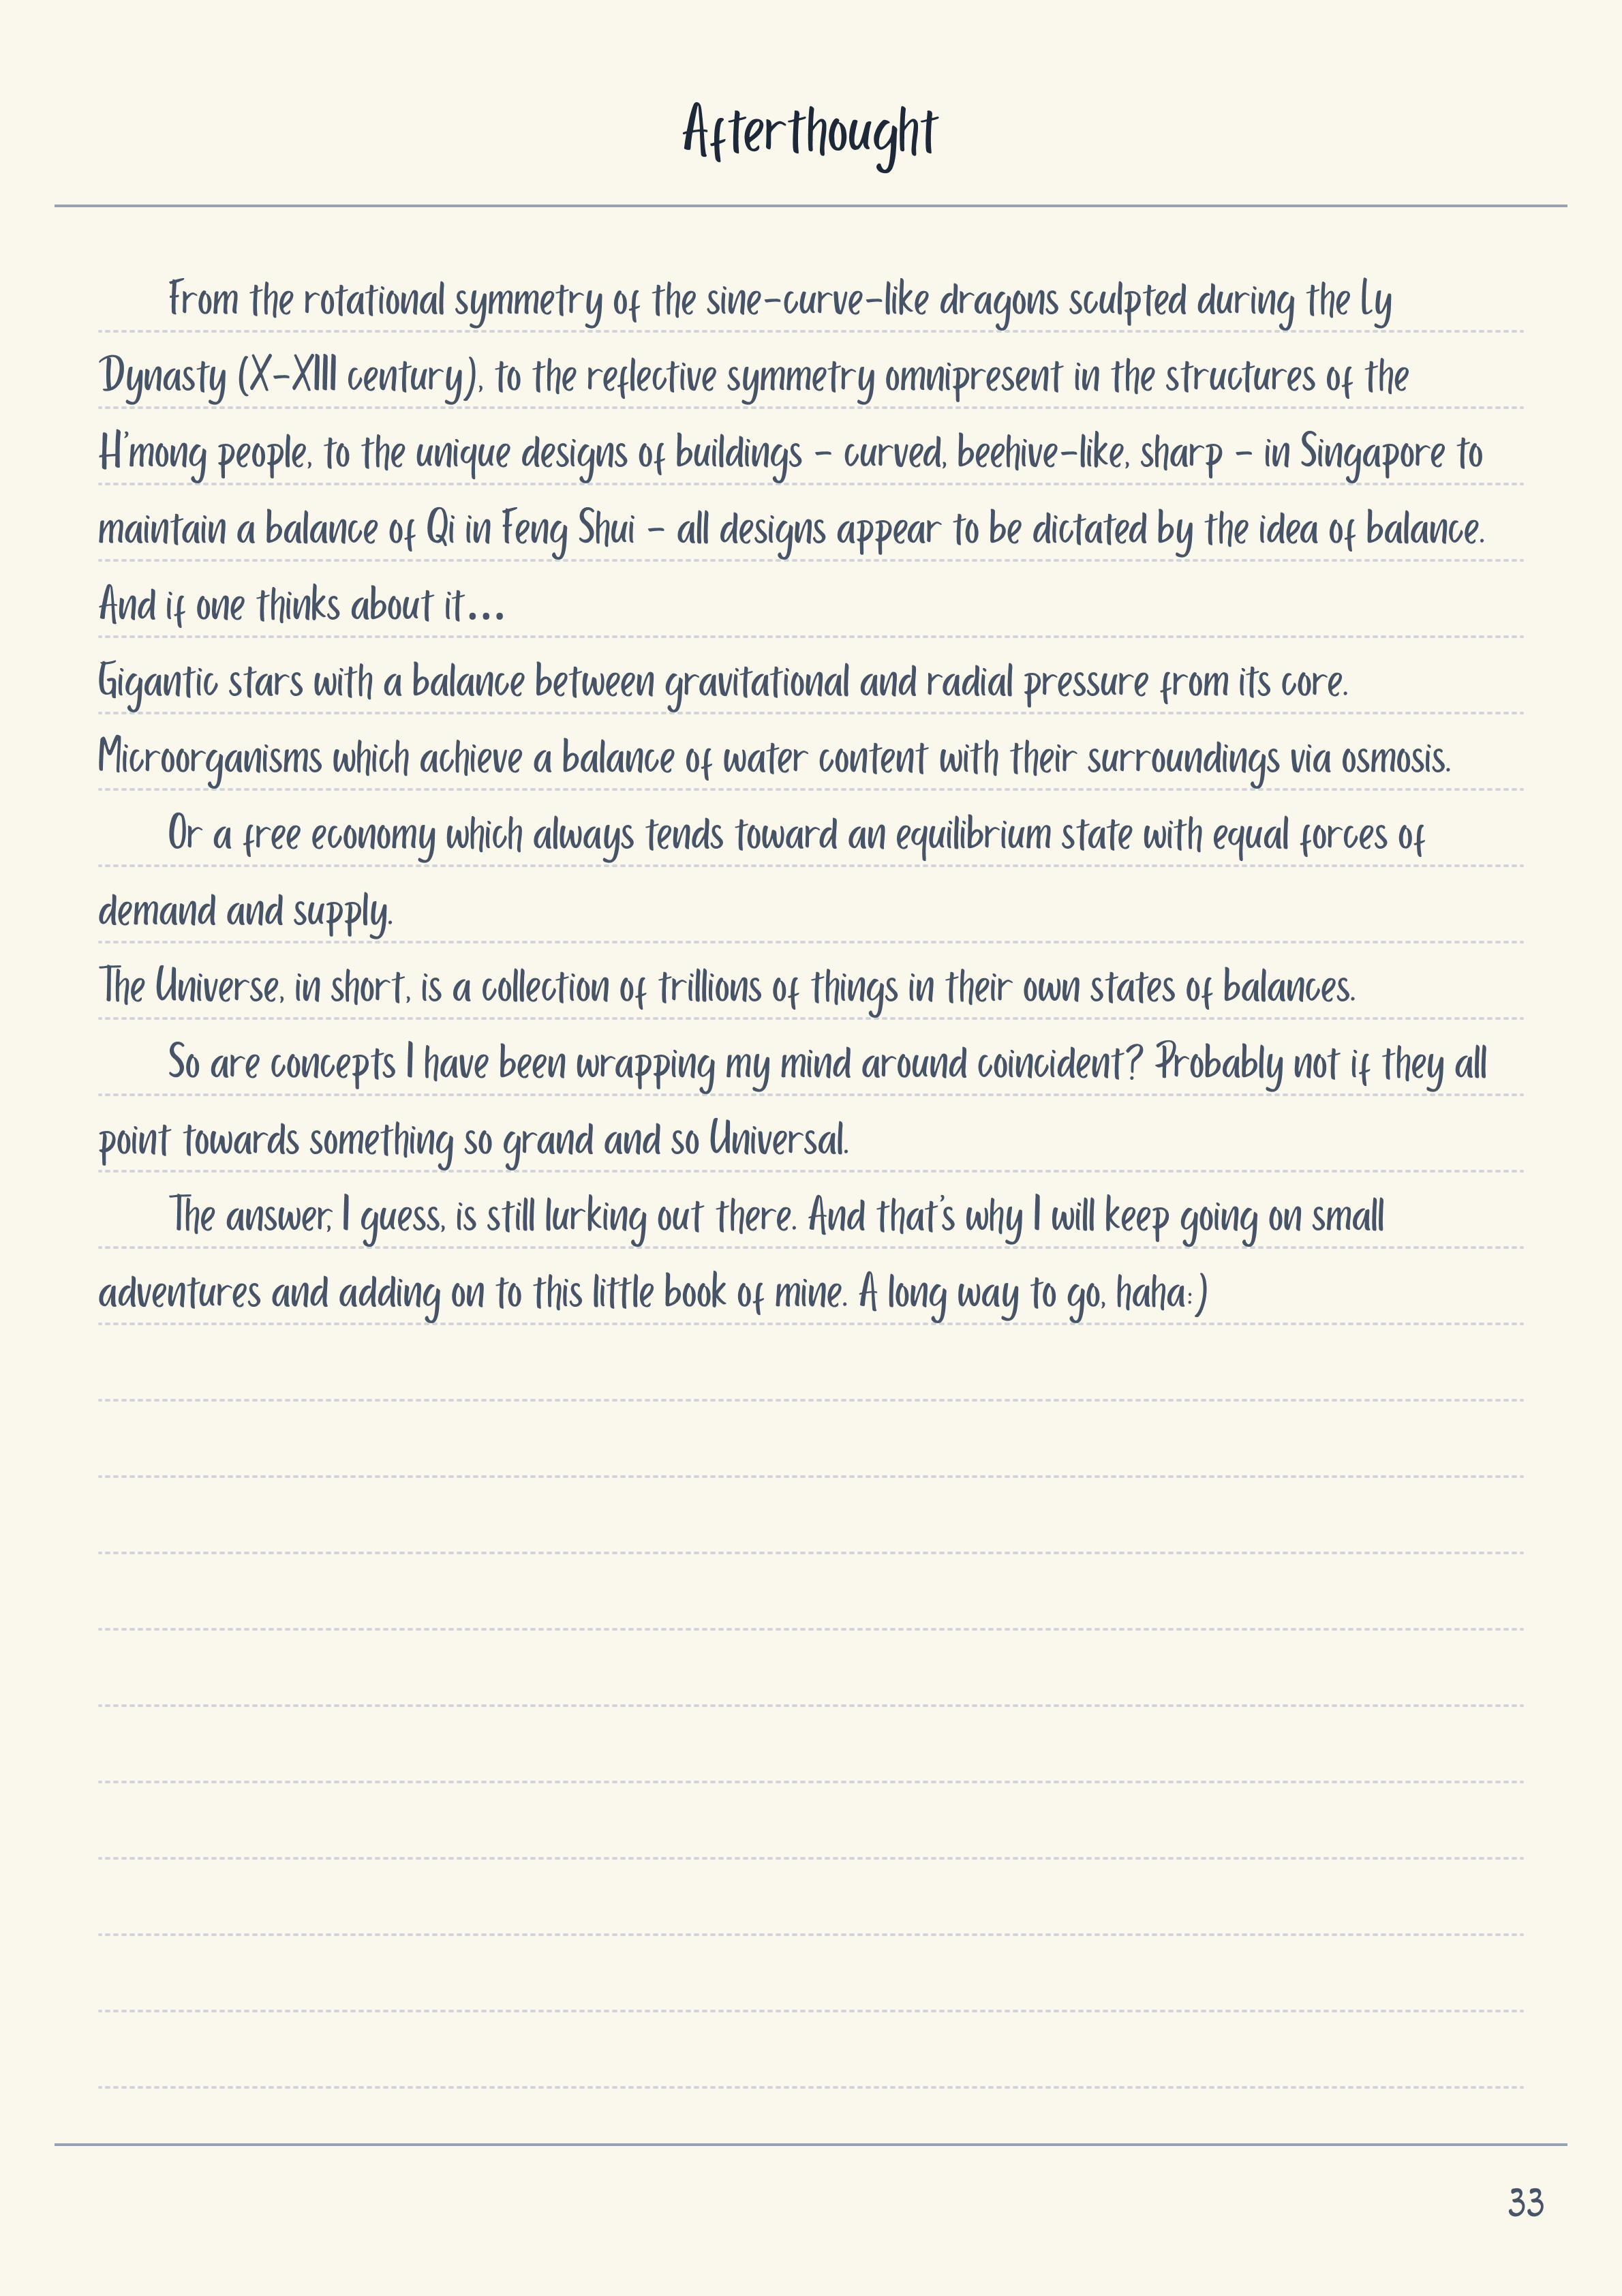 Afterthought
From the rotational symmetry of the sine-curve-like dragons sculpted during the Ly
Dynasty (X-XIII century), to the reflective symmetry omnipresent in the structures of the
H'mong people, to the unique designs of buildings - curved, beehive-like, sharp - in Singapore to
maintain a balance of Qi in Feng Shui - all designs appear to be dictated by the idea of balance.
And if one thinks about it...
Gigantic stars with a balance between gravitational and radial pressure from its core.
Microorganisms which achieve a balance of water content with their surroundings via osmosis.
Or a free economy which always tends toward an equilibrium state with equal forces of
demand and supply.
The Universe, in short, is a collection of trillions of things in their own states of balances.
So are concepts I have been wrapping my mind around coincident? Probably not if they all
point towards something so grand and so Universal.
The answer, I guess, is still lurking out there. And that's why I will keep going on small
adventures and adding on to this little book of mine. A long way to go, haha:)
33